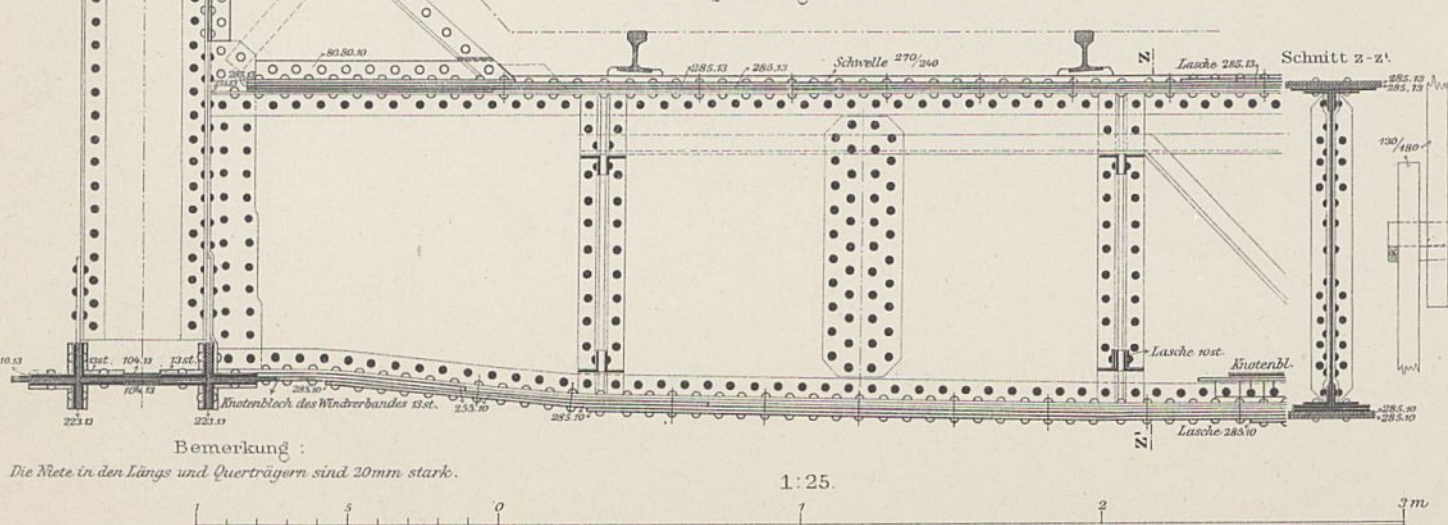 80.80.10
285.13
285.13
285.13
Schwelle 270/240
Z
Lasche 285.13
Schnitt z-z'.
285.13
285.13
130/180
10.13
13st.
104.13
13st.
104.13
285.10
Knotenblech des Windverbandes 13st.
255.10
285.10
223.13
223.13
Lasche 10st.
Knotenbl.
285.10
285.10
Lasche 285.10
Z'
Bemerkung :
Die Niete in den Längs und Querträgern sind 20mm stark.
1:25.
1 5 0 1 2 3 m